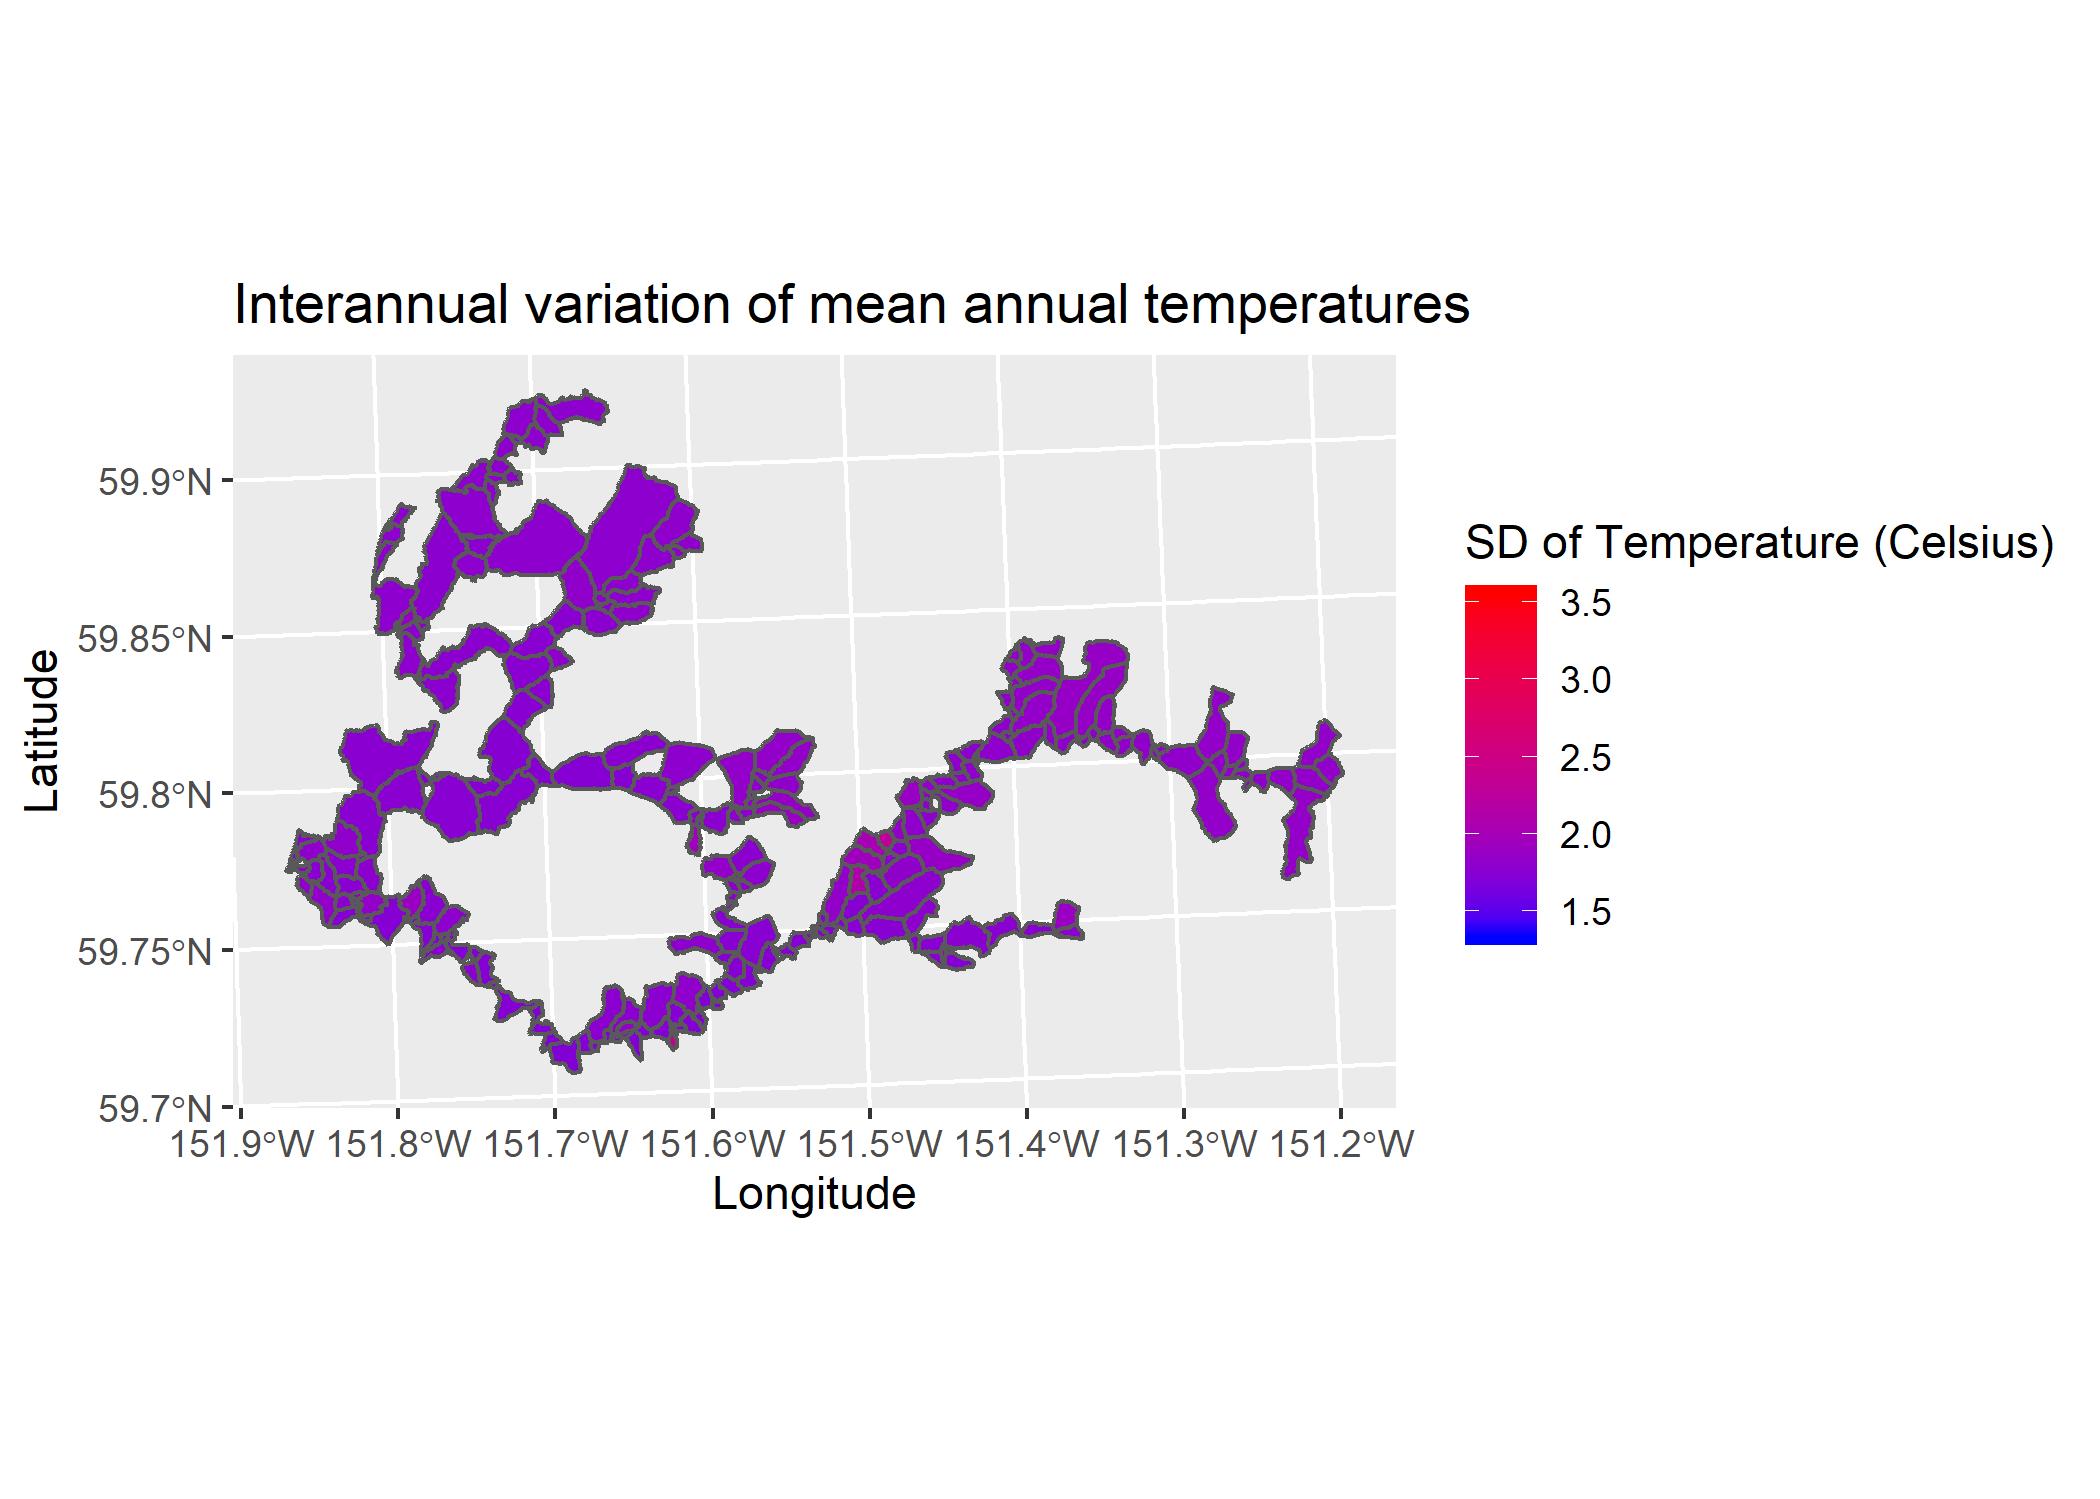 Interannual variation of mean annual temperatures
59.9°N
59.85°N
59.8°N
59.75°N
59.7°N
Latitude
151.9°W 151.8°W 151.7°W 151.6°W 151.5°W 151.4°W 151.3°W 151.2°W
Longitude
SD of Temperature (Celsius)
3.5
3.0
2.5
2.0
1.5